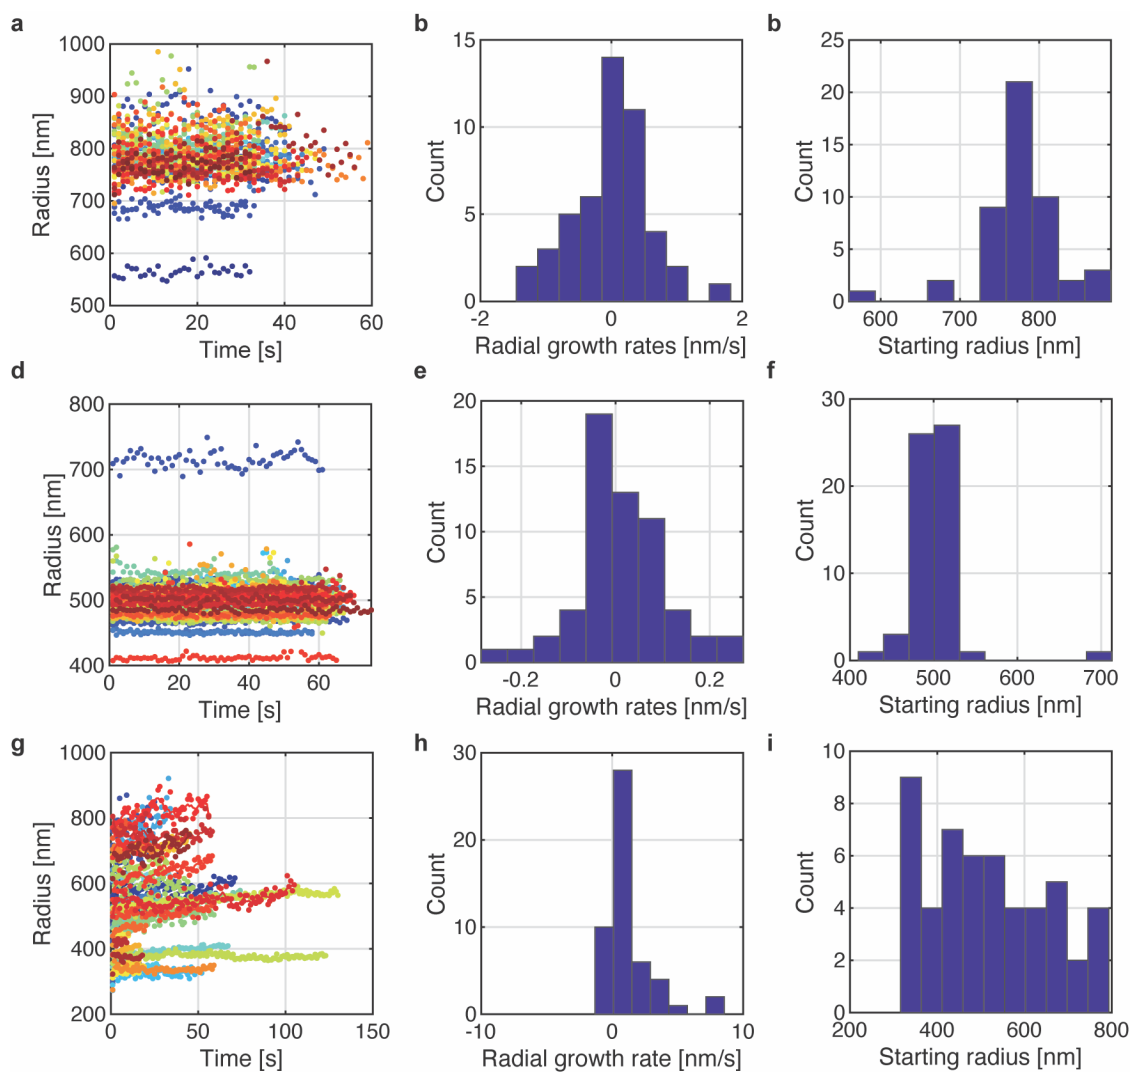 a
b
b
1000
900
800
700
600
500
Radius [nm]
0
20
40
60
Time [s]
15
10
5
0
Count
-2
0
2
Radial growth rates [nm/s]
25
20
15
10
5
0
Count
600
700
800
Starting radius [nm]
d
e
f
800
700
600
500
400
Radius [nm]
0
20
40
60
Time [s]
20
15
10
5
0
Count
-0.2
0
0.2
Radial growth rates [nm/s]
30
20
10
0
Count
400
500
600
700
Starting radius [nm]
g
h
i
1000
800
600
400
200
Radius [nm]
0
50
100
150
Time [s]
30
20
10
0
Count
-10
0
10
Radial growth rate [nm/s]
10
8
6
4
2
0
Count
200
400
600
800
Starting radius [nm]